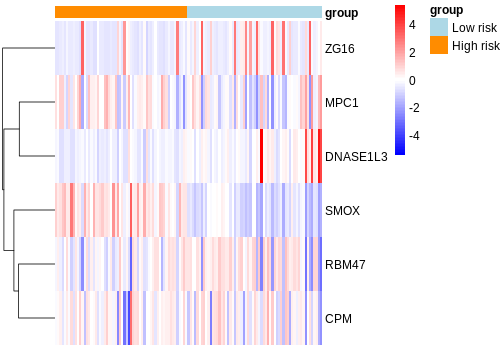 group
group
Low risk
High risk
4
2
0
-2
-4
ZG16
MPC1
DNASE1L3
SMOX
RBM47
CPM